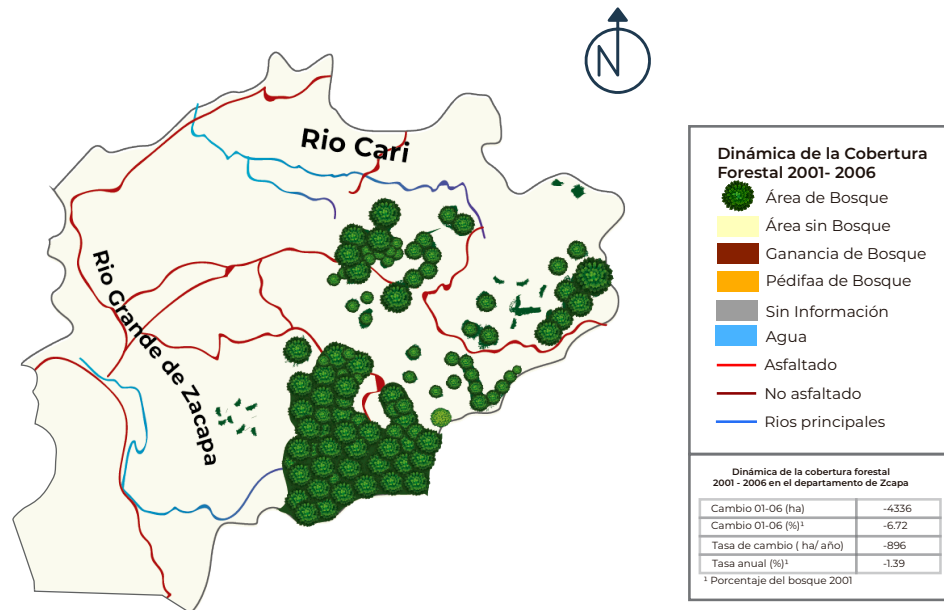 N
Rio Cari
Rio Grande de Zacapa
Dinámica de la Cobertura
Forestal 2001- 2006
Área de Bosque
Área sin Bosque
Ganancia de Bosque
Pédifaa de Bosque
Sin Información
Agua
Asfaltado
No asfaltado
Rios principales
Dinámica de la cobertura forestal
2001 - 2006 en el departamento de Zcapa
Cambio 01-06 (ha) -4336
Cambio 01-06 (%)¹ -6.72
Tasa de cambio ( ha/ año) -896
Tasa anual (%)¹ -1.39
¹ Porcentaje del bosque 2001